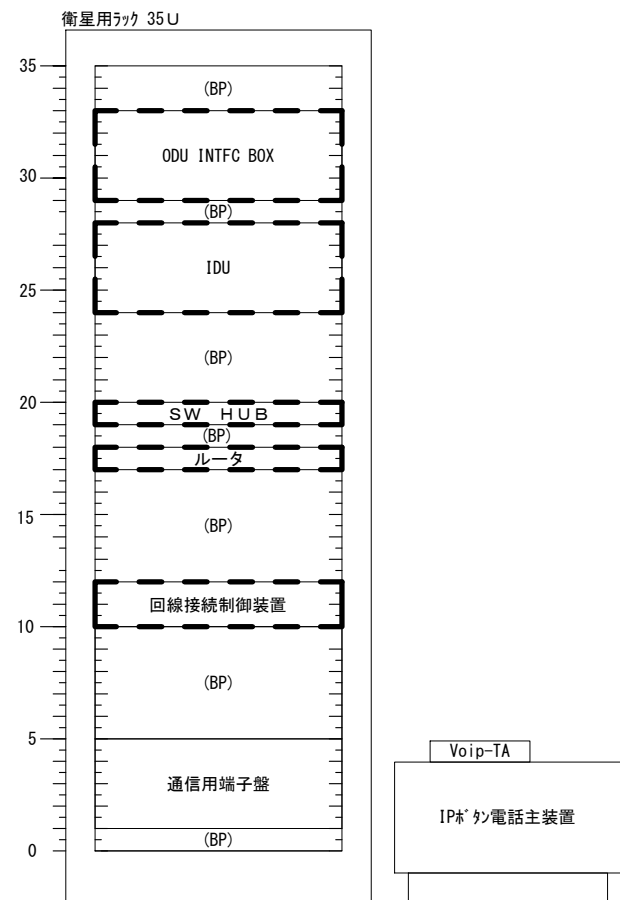 衛星用ﾗｯｸ 35U
35
(BP)
ODU INTFC BOX
30
(BP)
IDU
25
(BP)
20
SW HUB
(BP)
ルータ
15
(BP)
回線接続制御装置
10
(BP)
5
通信用端子盤
(BP)
0
Voip-TA
IPﾎﾞﾀﾝ電話主装置